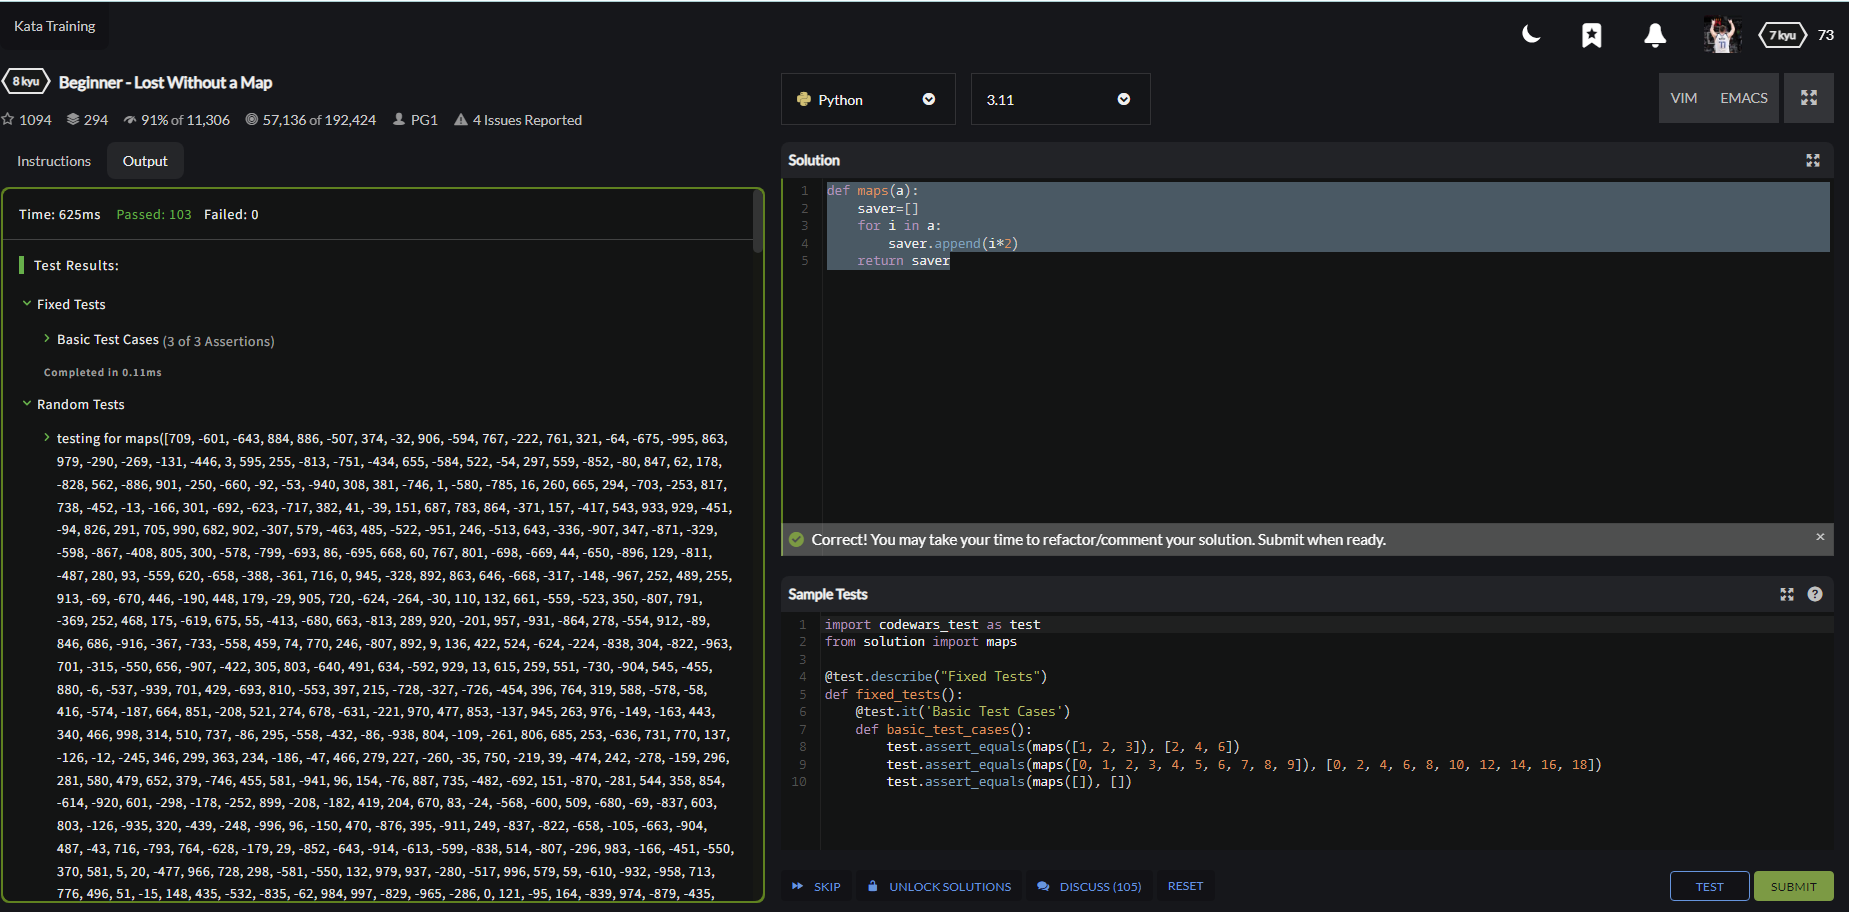 Kata Training
7 kyu 73
8 kyu Beginner - Lost Without a Map
1094 294 91% of 11,306 57,136 of 192,424 PG1 4 Issues Reported
Instructions Output
Time: 625ms Passed: 103 Failed: 0
Test Results:
Fixed Tests
Basic Test Cases (3 of 3 Assertions)
Completed in 0.11ms
Random Tests
testing for maps([709, -601, -643, 884, 886, -507, 374, -32, 906, -594, 767, -222, 761, 321, -64, -675, -995, 863,
979, -290, -269, -131, -446, 3, 595, 255, -813, -751, -434, 655, -584, 522, -54, 297, 559, -852, -80, 847, 62, 178,
-828, 562, -886, 901, -250, -660, -92, -53, -940, 308, 381, -746, 1, -580, -785, 16, 260, 665, 294, -703, -253, 817,
738, -452, -13, -166, 301, -692, -623, -717, 382, 41, -39, 151, 687, 783, 864, -371, 157, -417, 543, 933, 929, -451,
-94, 826, 291, 705, 990, 682, 902, -307, 579, -463, 485, -522, -951, 246, -513, 643, -336, -907, 347, -871, -329,
-598, -867, -408, 805, 300, -578, -799, -693, 86, -695, 668, 60, 767, 801, -698, -669, 44, -650, -896, 129, -811,
-487, 280, 93, -559, 620, -658, -388, -361, 716, 0, 945, -328, 892, 863, 646, -668, -317, -148, -967, 252, 489, 255,
913, -69, -670, 446, -190, 448, 179, -29, 905, 720, -624, -264, -30, 110, 132, 661, -559, -523, 350, -807, 791,
-369, 252, 468, 175, -619, 675, 55, -413, -680, 663, -813, 289, 920, -201, 957, -931, -864, 278, -554, 912, -89,
846, 686, -916, -367, -733, -558, 459, 74, 770, 246, -807, 892, 9, 136, 422, 524, -624, -224, -838, 304, -822, -963,
701, -315, -550, 656, -907, -422, 305, 803, -640, 491, 634, -592, 929, 13, 615, 259, 551, -730, -904, 545, -455,
880, -6, -537, -939, 701, 429, -693, 810, -553, 397, 215, -728, -327, -726, -454, 396, 764, 319, 588, -578, -58,
416, -574, -187, 664, 851, -208, 521, 274, 678, -631, -221, 970, 477, 853, -137, 945, 263, 976, -149, -163, 443,
340, 466, 998, 314, 510, 737, -86, 295, -558, -432, -86, -938, 804, -109, -261, 806, 685, 253, -636, 731, 770, 137,
-126, -12, -245, 346, 299, 363, 234, -186, -47, 466, 279, 227, -260, -35, 750, -219, 39, -474, 242, -278, -159, 296,
281, 580, 479, 652, 379, -746, 455, 581, -941, 96, 154, -76, 887, 735, -482, -692, 151, -870, -281, 544, 358, 854,
-614, -920, 601, -298, -178, -252, 899, -208, -182, 419, 204, 670, 83, -24, -568, -600, 509, -680, -69, -837, 603,
803, -126, -935, 320, -439, -248, -996, 96, -150, 470, -876, 395, -911, 249, -837, -822, -658, -105, -663, -904,
487, -43, 716, -793, 764, -628, -179, 29, -852, -643, -914, -613, -599, -838, 514, -807, -296, 983, -166, -451, -550,
370, 581, 5, 20, -477, 966, 728, 298, -581, -550, 132, 979, 937, -280, -517, 996, 579, 59, -610, -932, -958, 713,
776, 496, 51, -15, 148, 435, -532, -835, -62, 984, 997, -829, -965, -286, 0, 121, -95, 164, -839, 974, -879, -435,
Python 3.11 VIM EMACS
Solution
1 def maps(a):
2 saver=[]
3 for i in a:
4 saver.append(i*2)
5 return saver
Correct! You may take your time to refactor/comment your solution. Submit when ready. ×
Sample Tests ?
1 import codewars_test as test
2 from solution import maps
3
4 @test.describe("Fixed Tests")
5 def fixed_tests():
6 @test.it('Basic Test Cases')
7 def basic_test_cases():
8 test.assert_equals(maps([1, 2, 3]), [2, 4, 6])
9 test.assert_equals(maps([0, 1, 2, 3, 4, 5, 6, 7, 8, 9]), [0, 2, 4, 6, 8, 10, 12, 14, 16, 18])
10 test.assert_equals(maps([]), [])
SKIP UNLOCK SOLUTIONS DISCUSS (105) RESET TEST SUBMIT